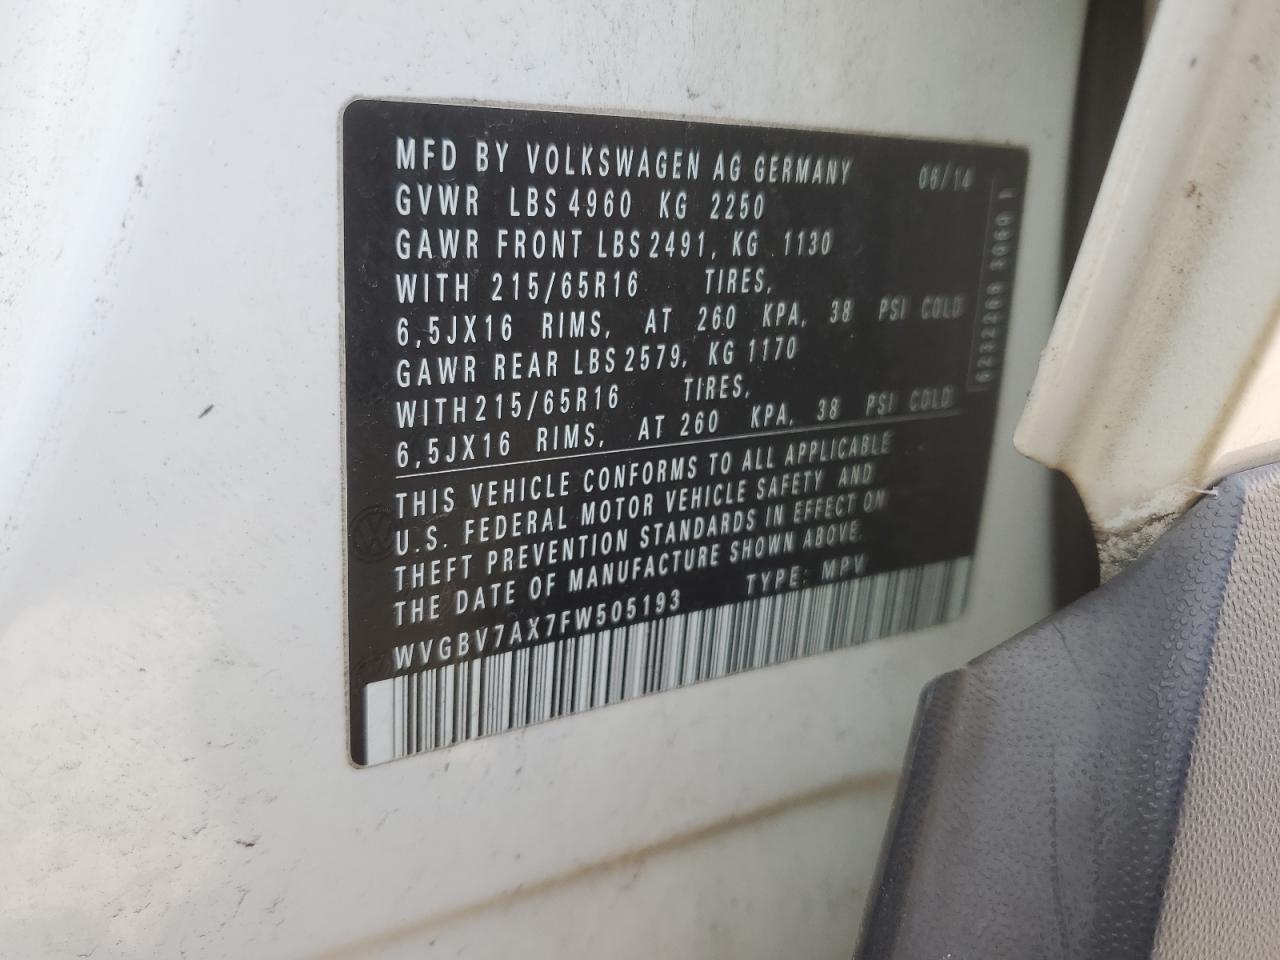 MFD BY VOLKSWAGEN AG GERMANY 06/14
GVWR LBS 4960 KG 2250
GAWR FRONT LBS 2491, KG 1130
WITH 215/65R16 TIRES,
6,5JX16 RIMS, AT 260 KPA, 38 PSI COLD
GAWR REAR LBS 2579, KG 1170
WITH 215/65R16 TIRES,
6,5JX16 RIMS, AT 260 KPA, 38 PSI COLD
THIS VEHICLE CONFORMS TO ALL APPLICABLE
U.S. FEDERAL MOTOR VEHICLE SAFETY AND
THEFT PREVENTION STANDARDS IN EFFECT ON
THE DATE OF MANUFACTURE SHOWN ABOVE.
WVGBV7AX7FW505193 TYPE: MPV